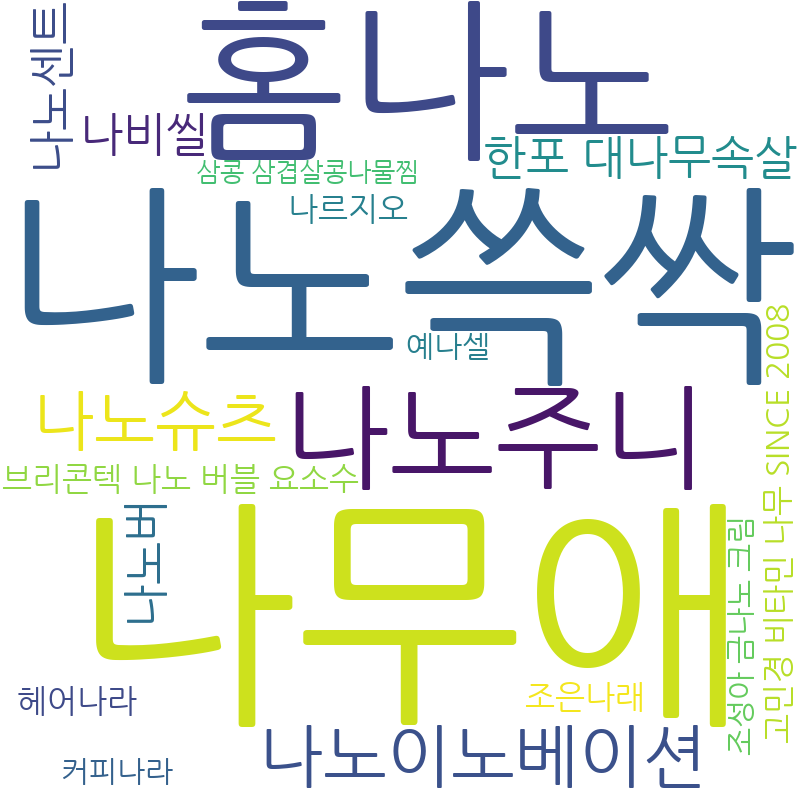 나노센트
홈나노
나비씰
한포 대나무속살
삼콩 삼겹살콩나물찜
나르지오
나노쓱싹
예나셀
고민경 비타민 나무 SINCE 2008
나노슈츠
나노주니
브리콘텍 나노 버블 요소수
나노버
나무애
조성아 금나노 크림
헤어나라
조은나래
나노이노베이션
커피나라